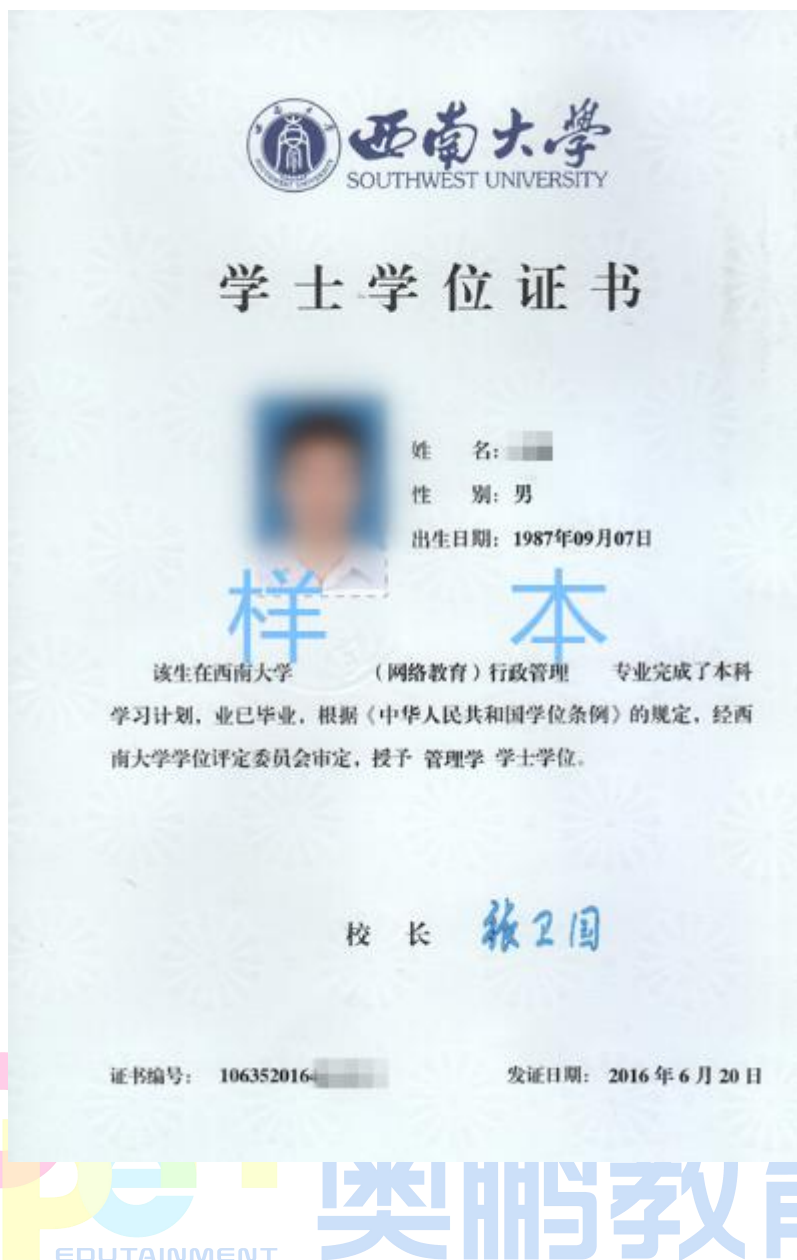 西南大學
SOUTHWEST UNIVERSITY
学士学位证书
姓 名:
性 别: 男
出生日期: 1987年09月07日
样 本
该生在西南大学 (网络教育)行政管理 专业完成了本科
学习计划, 业已毕业, 根据《中华人民共和国学位条例》的规定, 经西
南大学学位评定委员会审定, 授予 管理学 学士学位。
校 长 张卫国
证书编号: 106352016
发证日期: 2016 年 6 月 20 日
奥鹏教育
EDUTAINMENT